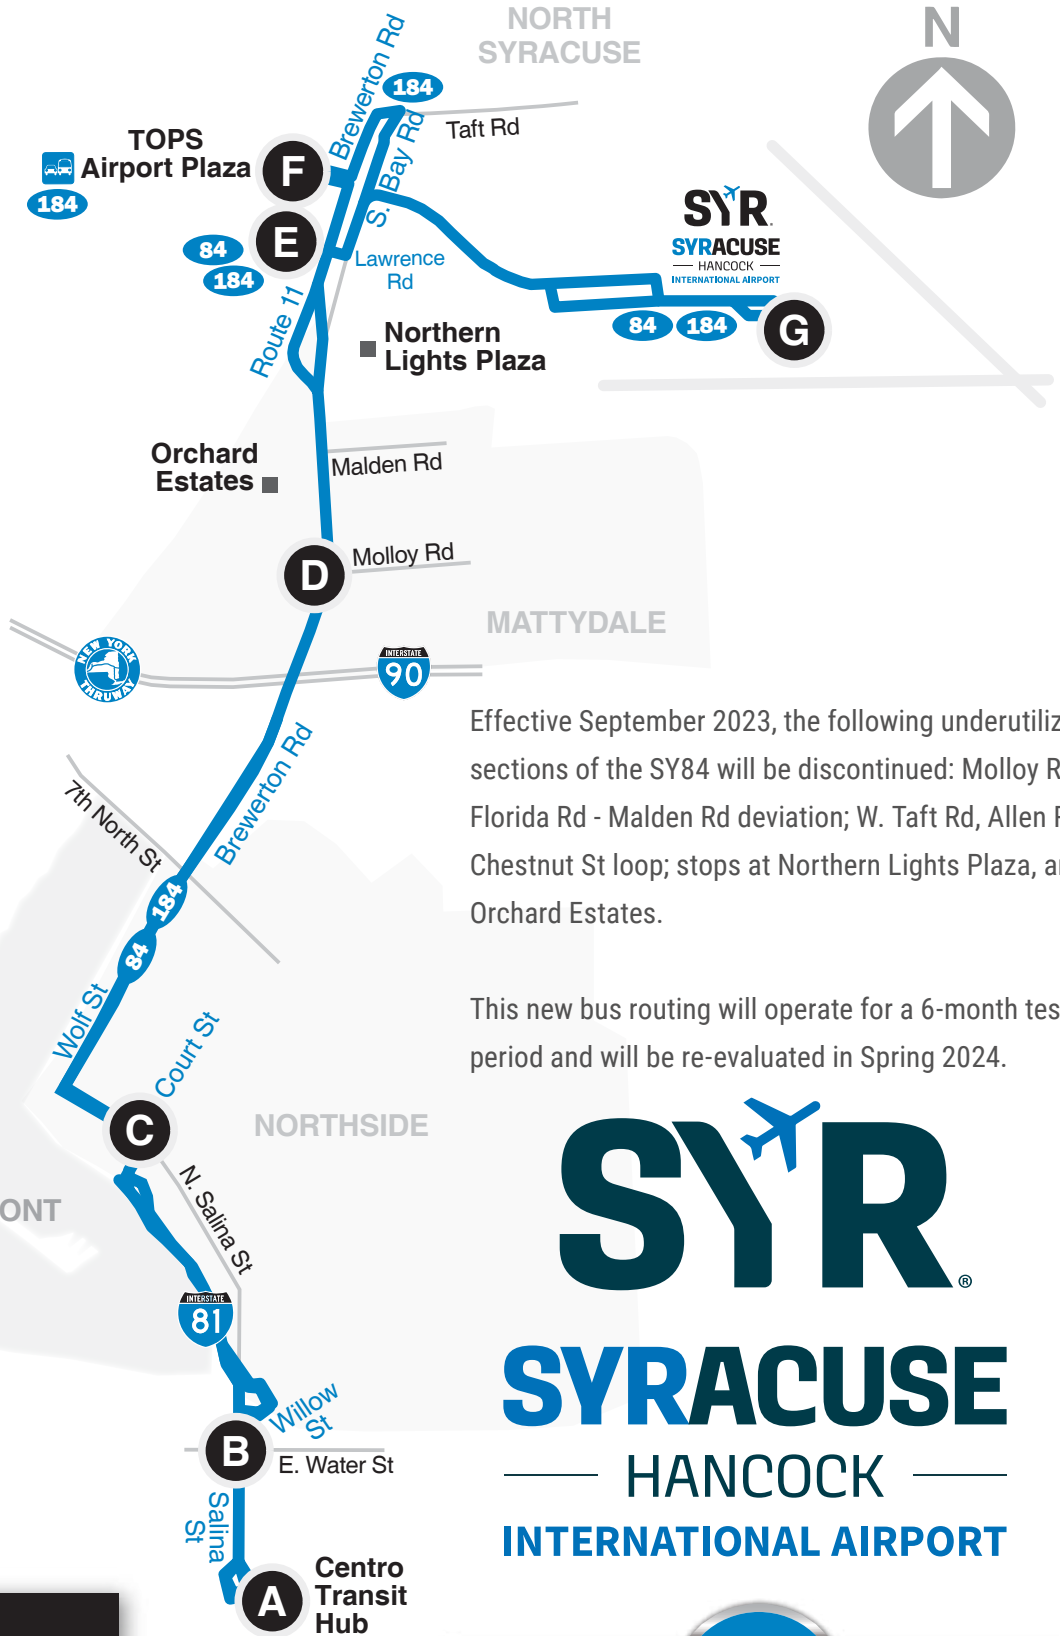 NORTH
SYRACUSE
N
Brewerton Rd
184
Taft Rd
TOPS
Airport Plaza
F
184
S. Bay Rd
E
84
184
Lawrence
Rd
SYR
SYRACUSE
HANCOCK
INTERNATIONAL AIRPORT
84
184
G
Route 11
Northern
Lights Plaza
Orchard
Estates
Malden Rd
Molloy Rd
D
MATTYDALE
NEW YORK
THRUWAY
INTERSTATE
90
Effective September 2023, the following underutiliz
sections of the SY84 will be discontinued: Molloy R
Florida Rd - Malden Rd deviation; W. Taft Rd, Allen
Chestnut St loop; stops at Northern Lights Plaza, a
Orchard Estates.
This new bus routing will operate for a 6-month tes
period and will be re-evaluated in Spring 2024.
7th North St
Brewerton Rd
184
84
Wolf St
Court St
C
NORTHSIDE
N. Salina St
ONT
INTERSTATE
81
Willow
St
B
E. Water St
Salina
St
A
Centro
Transit
Hub
SYR®
SYRACUSE
HANCOCK
INTERNATIONAL AIRPORT